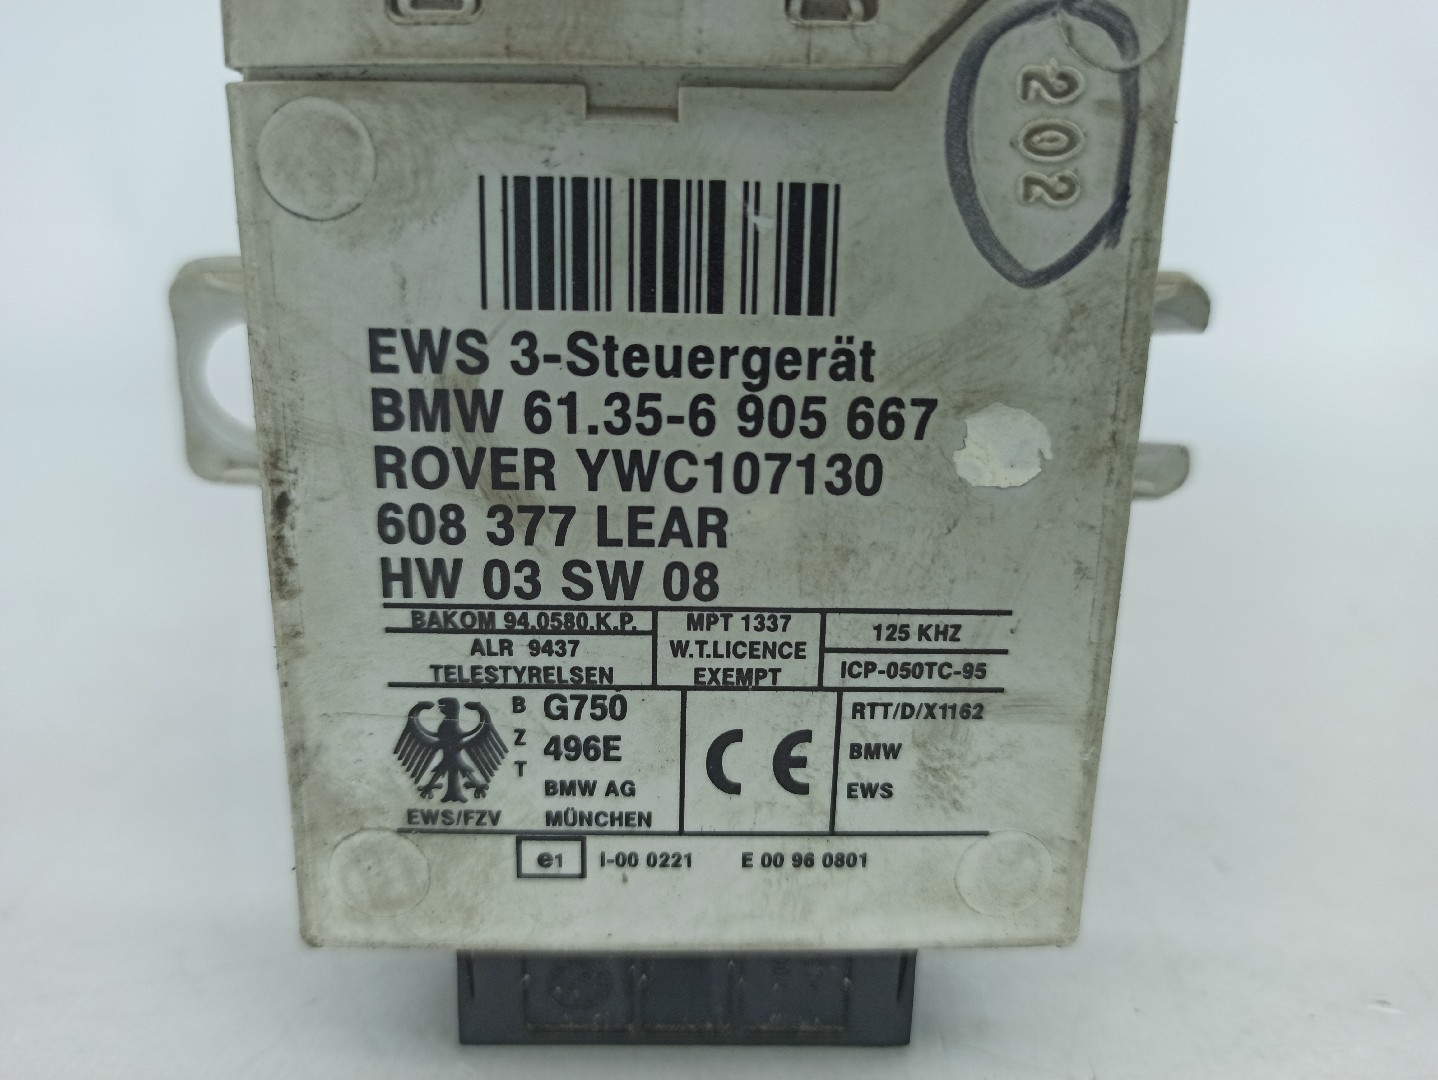 202
EWS 3-Steuergerät
BMW 61.35-6 905 667
ROVER YWC107130
608 377 LEAR
HW 03 SW 08
BAKOM 94.0580.K.P.
ALR 9437
TELESTYRELSEN
MPT 1337
W.T.LICENCE
EXEMPT
125 KHZ
ICP-050TC-95
BZT
G750
496E
BMW AG
MÜNCHEN
EWS/FZV
CE
RTT/D/X1162
BMW
EWS
e1 I-00 0221 E 00 96 0801